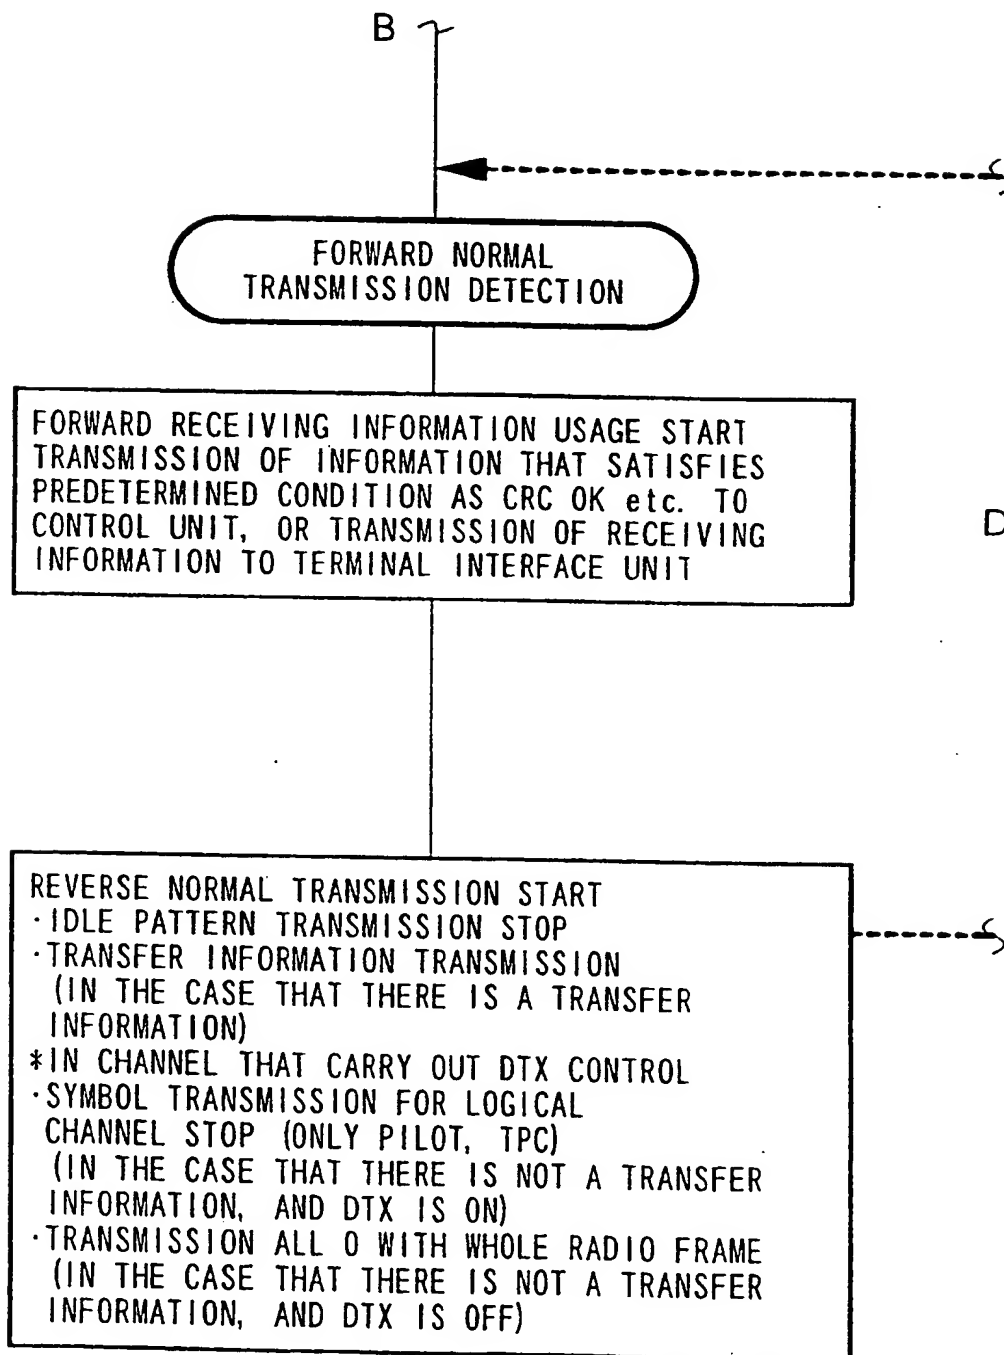 B
FORWARD NORMAL
TRANSMISSION DETECTION
FORWARD RECEIVING INFORMATION USAGE START
TRANSMISSION OF INFORMATION THAT SATISFIES
PREDETERMINED CONDITION AS CRC OK etc. TO
CONTROL UNIT, OR TRANSMISSION OF RECEIVING
INFORMATION TO TERMINAL INTERFACE UNIT
D
REVERSE NORMAL TRANSMISSION START
·IDLE PATTERN TRANSMISSION STOP
·TRANSFER INFORMATION TRANSMISSION
(IN THE CASE THAT THERE IS A TRANSFER
INFORMATION)
*IN CHANNEL THAT CARRY OUT DTX CONTROL
·SYMBOL TRANSMISSION FOR LOGICAL
CHANNEL STOP (ONLY PILOT, TPC)
(IN THE CASE THAT THERE IS NOT A TRANSFER
INFORMATION, AND DTX IS ON)
·TRANSMISSION ALL 0 WITH WHOLE RADIO FRAME
(IN THE CASE THAT THERE IS NOT A TRANSFER
INFORMATION, AND DTX IS OFF)